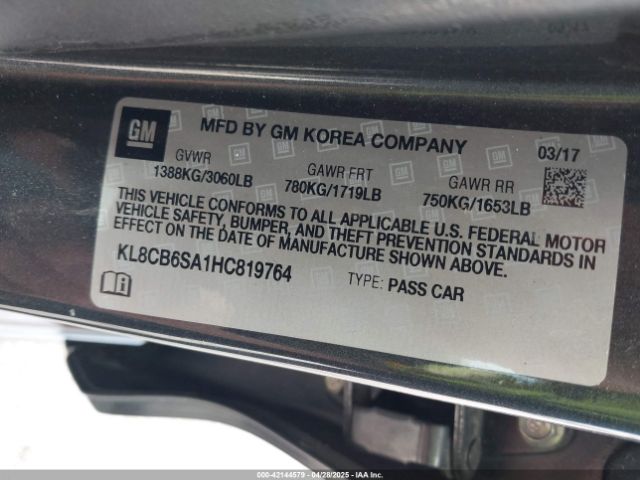 GM
MFD BY GM KOREA COMPANY
03/17
GVWR GAWR FRT GAWR RR
1388KG/3060LB 780KG/1719LB 750KG/1653LB
THIS VEHICLE CONFORMS TO ALL APPLICABLE U.S. FEDERAL MOTOR
VEHICLE SAFETY, BUMPER, AND THEFT PREVENTION STANDARDS IN
EFFECT ON THE DATE OF MANUFACTURE SHOWN ABOVE.
KL8CB6SA1HC819764 TYPE: PASS CAR
000-42144579 | 04/28/2025 | IAA Inc.